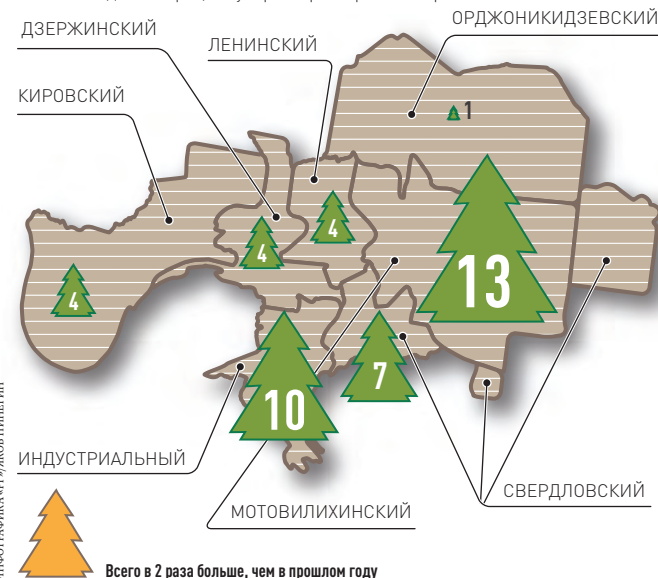 ОРДЖОНИКИДЗЕВСКИЙ
ДЗЕРЖИНСКИЙ
ЛЕНИНСКИЙ
КИРОВСКИЙ
1
4
4
13
4
7
10
ИНДУСТРИАЛЬНЫЙ
СВЕРДЛОВСКИЙ
МОТОВИЛИХИНСКИЙ
Всего в 2 раза больше, чем в прошлом году